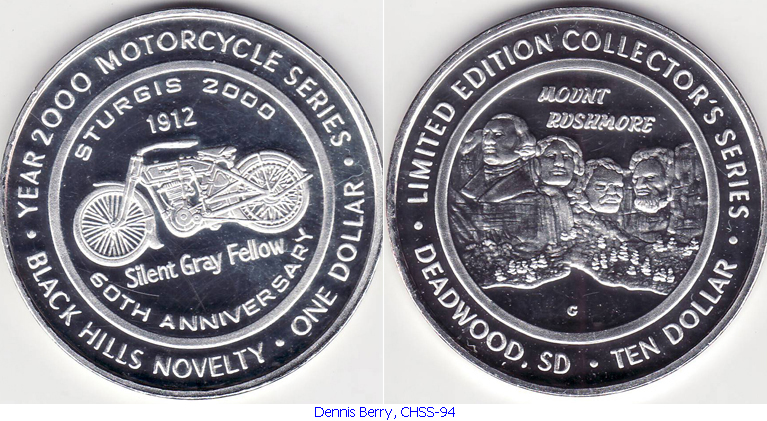 YEAR 2000 MOTORCYCLE SERIES •
BLACK HILLS NOVELTY • ONE DOLLAR •
STURGIS 2000
1912
Silent Gray Fellow
60TH ANNIVERSARY
• LIMITED EDITION COLLECTOR'S SERIES •
DEADWOOD, SD • TEN DOLLAR
MOUNT
RUSHMORE
G
Dennis Berry, CHSS-94